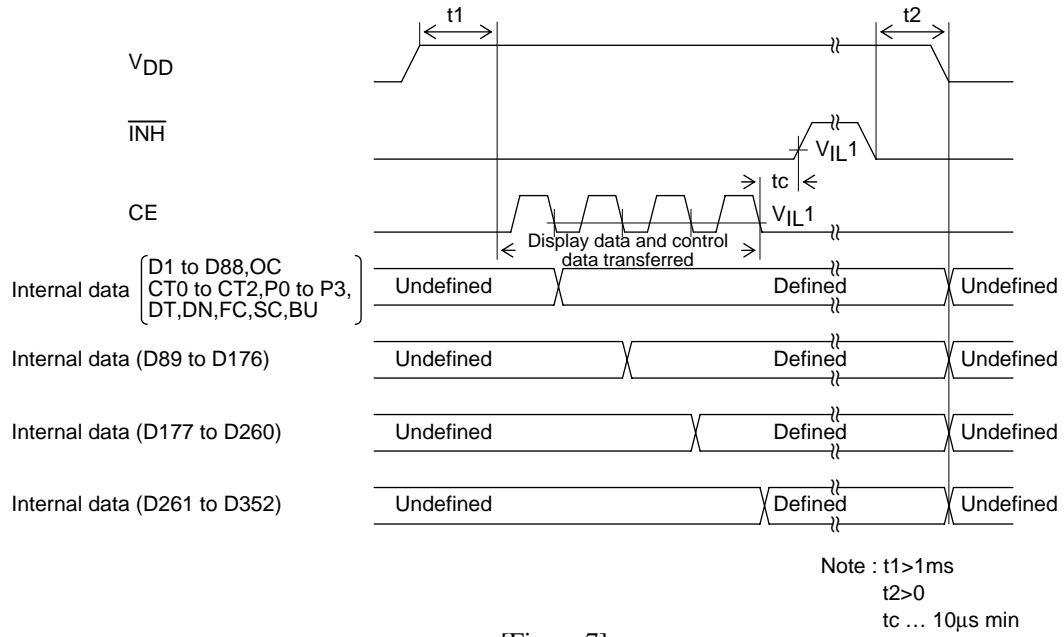 t1
t2
VDD
INH
VIL1
tc
CE
VIL1
Display data and control
data transferred
Internal data
D1 to D88,OC
CT0 to CT2,P0 to P3,
DT,DN,FC,SC,BU
Undefined
Defined
Undefined
Internal data (D89 to D176)
Undefined
Defined
Undefined
Internal data (D177 to D260)
Undefined
Defined
Undefined
Internal data (D261 to D352)
Undefined
Defined
Undefined
Note : t1>1ms
t2>0
tc … 10μs min